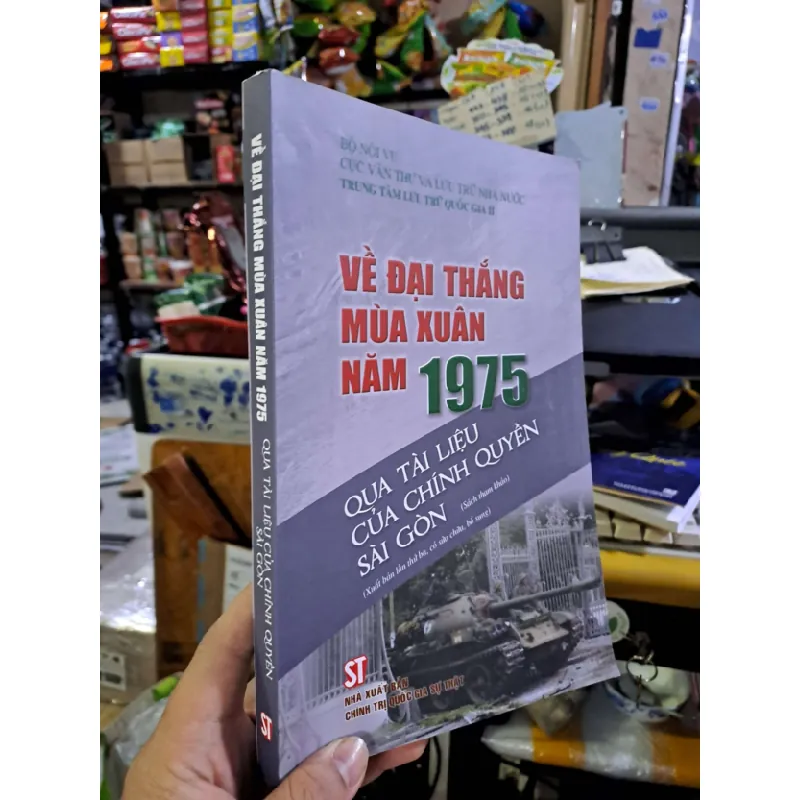 BỘ NỘI VỤ
CỤC VĂN THƯ VÀ LƯU TRỮ NHÀ NƯỚC
TRUNG TÂM LƯU TRỮ QUỐC GIA II
VỀ ĐẠI THẮNG
MÙA XUÂN
NĂM 1975
QUA TÀI LIỆU
CỦA CHÍNH QUYỀN
SÀI GÒN (Sách tham khảo)
(Xuất bản lần thứ ba, có sửa chữa, bổ sung)
ST
NHÀ XUẤT BẢN
CHÍNH TRỊ QUỐC GIA SỰ THẬT
VỀ ĐẠI THẮNG MÙA XUÂN NĂM 1975
QUA TÀI LIỆU CỦA CHÍNH QUYỀN
SÀI GÒN
ST